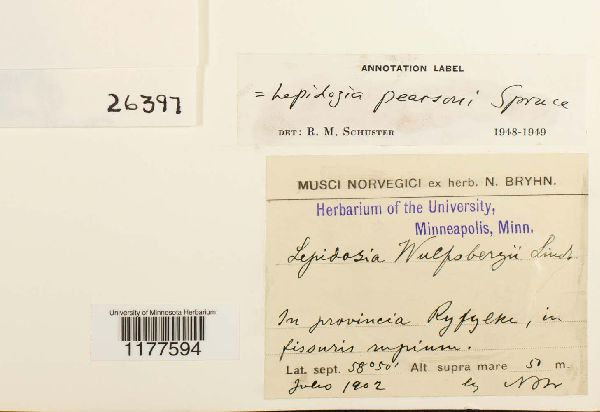 26397
ANNOTATION LABEL
= Lepidozia pearsoni Spruce
DET: R. M. SCHUSTER 1948-1949
MUSCI NORVEGICI ex herb. N. BRYHN.
Herbarium of the University,
Minneapolis, Minn.
Lepidozia Wulfsbergii Lindb.
In provincia Ryfylke, in
fissuris rupium.
Lat. sept. 58°50' Alt. supra mare 50 m.
Julio 1902
University of Minnesota Herbarium
1177594